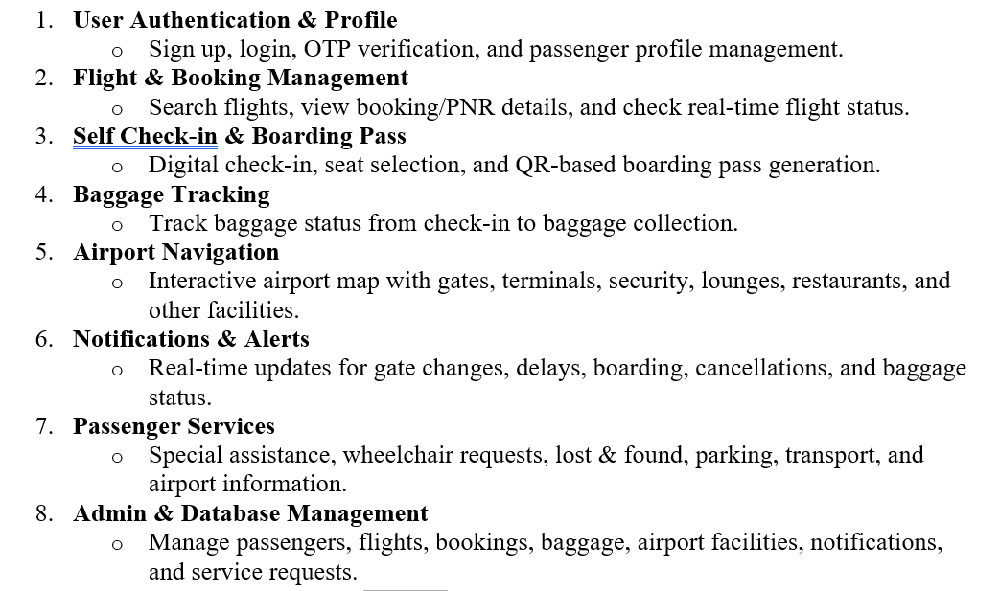 1. User Authentication & Profile
o Sign up, login, OTP verification, and passenger profile management.
2. Flight & Booking Management
o Search flights, view booking/PNR details, and check real-time flight status.
3. Self Check-in & Boarding Pass
o Digital check-in, seat selection, and QR-based boarding pass generation.
4. Baggage Tracking
o Track baggage status from check-in to baggage collection.
5. Airport Navigation
o Interactive airport map with gates, terminals, security, lounges, restaurants, and
other facilities.
6. Notifications & Alerts
o Real-time updates for gate changes, delays, boarding, cancellations, and baggage
status.
7. Passenger Services
o Special assistance, wheelchair requests, lost & found, parking, transport, and
airport information.
8. Admin & Database Management
o Manage passengers, flights, bookings, baggage, airport facilities, notifications,
and service requests.